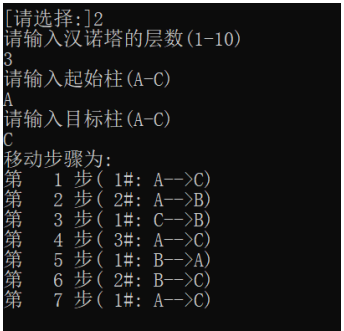 [请选择:]2
请输入汉诺塔的层数(1-10)
3
请输入起始柱(A-C)
A
请输入目标柱(A-C)
C
移动步骤为:
第   1 步( 1#: A-->C)
第   2 步( 2#: A-->B)
第   3 步( 1#: C-->B)
第   4 步( 3#: A-->C)
第   5 步( 1#: B-->A)
第   6 步( 2#: B-->C)
第   7 步( 1#: A-->C)